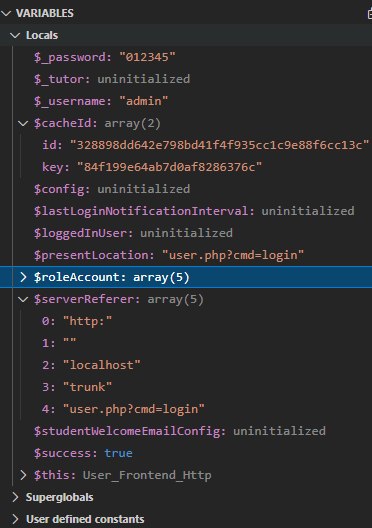 VARIABLES
Locals
$_password: "012345"
$_tutor: uninitialized
$_username: "admin"
$cacheId: array(2)
id: "328898dd642e798bd41f4f935cc1c9e88f6cc13c"
key: "84f199e64ab7d0af8286376c"
$config: uninitialized
$lastLoginNotificationInterval: uninitialized
$loggedInUser: uninitialized
$presentLocation: "user.php?cmd=login"
$roleAccount: array(5)
$serverReferer: array(5)
0: "http:"
1: ""
2: "localhost"
3: "trunk"
4: "user.php?cmd=login"
$studentWelcomeEmailConfig: uninitialized
$success: true
$this: User_Frontend_Http
Superglobals
User defined constants